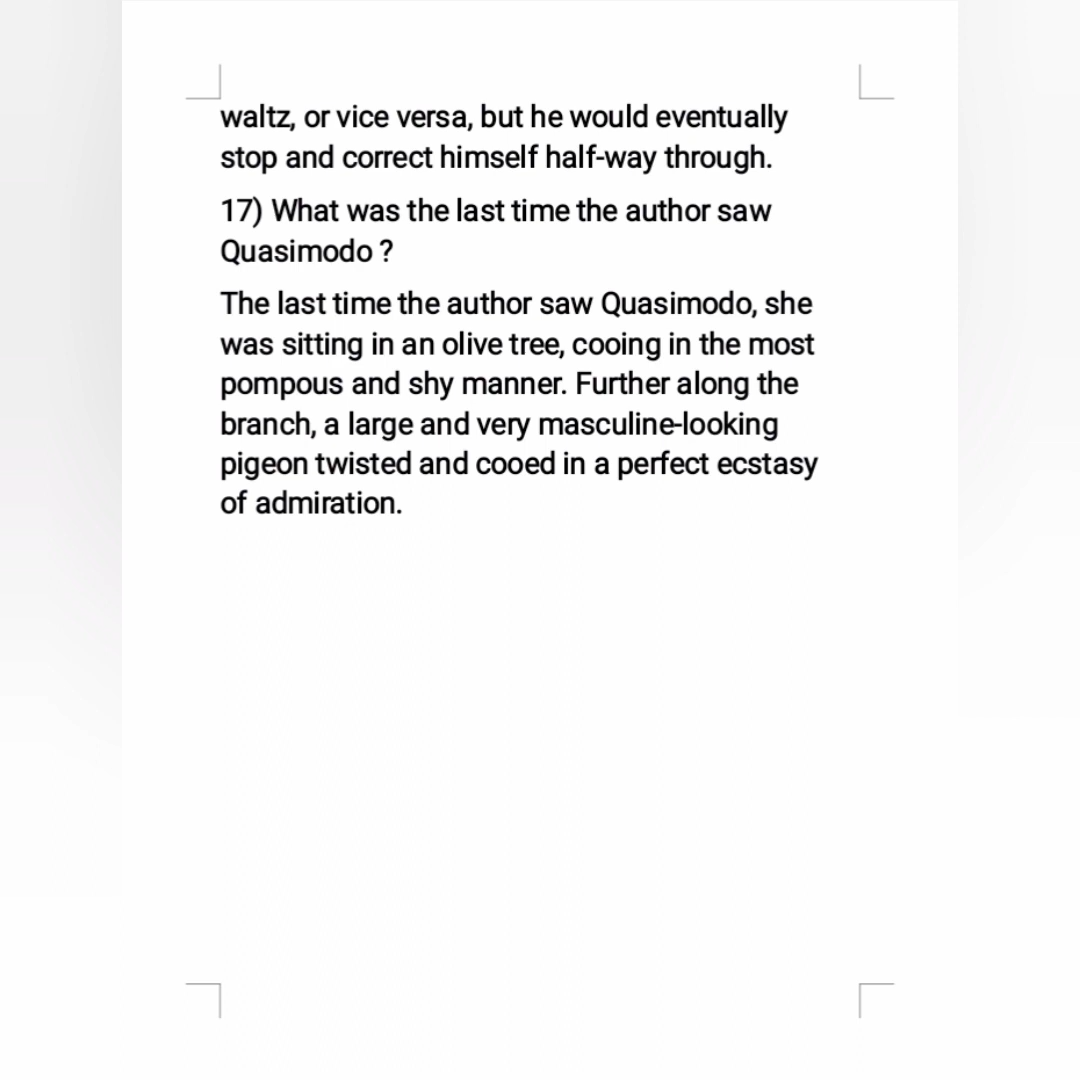 waltz, or vice versa, but he would eventually
stop and correct himself half-way through.
17) What was the last time the author saw
Quasimodo ?
The last time the author saw Quasimodo, she
was sitting in an olive tree, cooing in the most
pompous and shy manner. Further along the
branch, a large and very masculine-looking
pigeon twisted and cooed in a perfect ecstasy
of admiration.